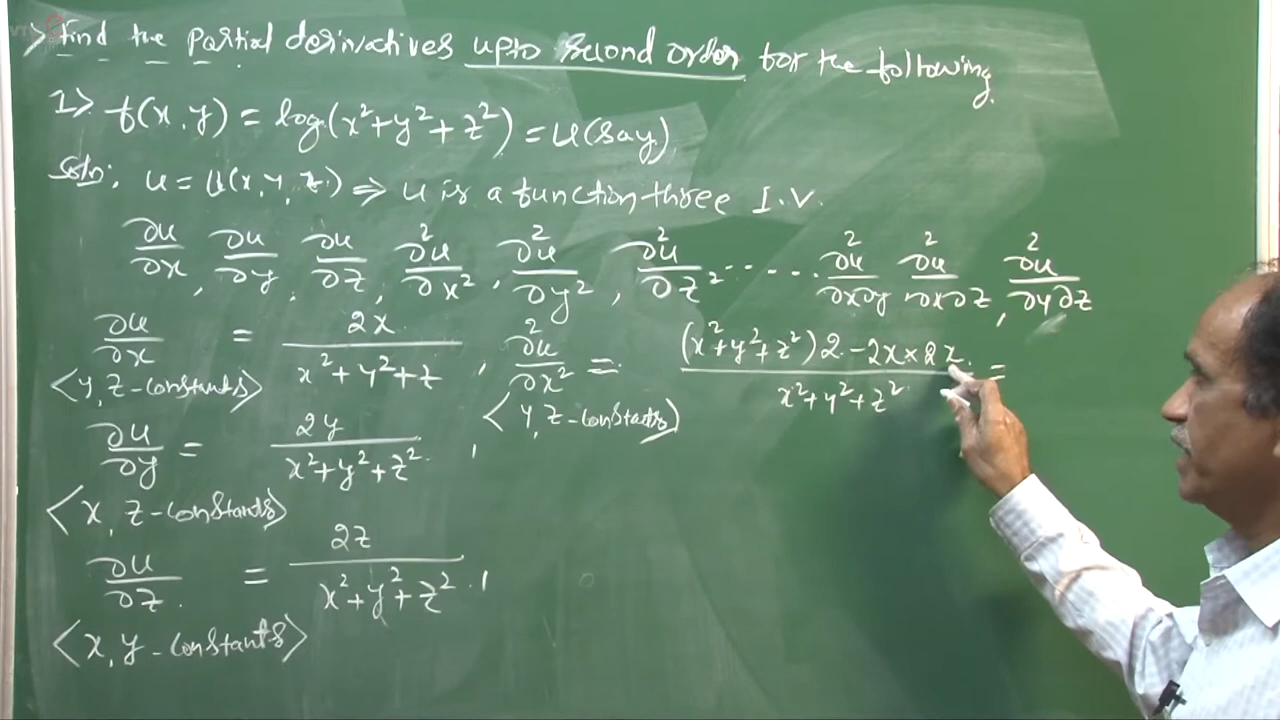 > Find the partial derivatives upto second order for the following.
1> f(x,y) = log(x²+y²+z²) = u(say),
Soln: u = u(x,y,z) ⇒ u is a function three I.V.
∂u/∂x, ∂u/∂y, ∂u/∂z, ∂²u/∂x², ∂²u/∂y², ∂²u/∂z² ........ ∂²u/∂x∂y ∂²u/∂x∂z, ∂²u/∂y∂z
∂u/∂x = 2x/(x²+y²+z), ∂²u/∂x² = ((x²+y²+z²)2 - 2x×2x)/(x²+y²+z²) =
<y,z-constants> <y,z-constants>
∂u/∂y = 2y/(x²+y²+z²),
<x,z-constants>
∂u/∂z = 2z/(x²+y²+z²),
<x,y-constants>